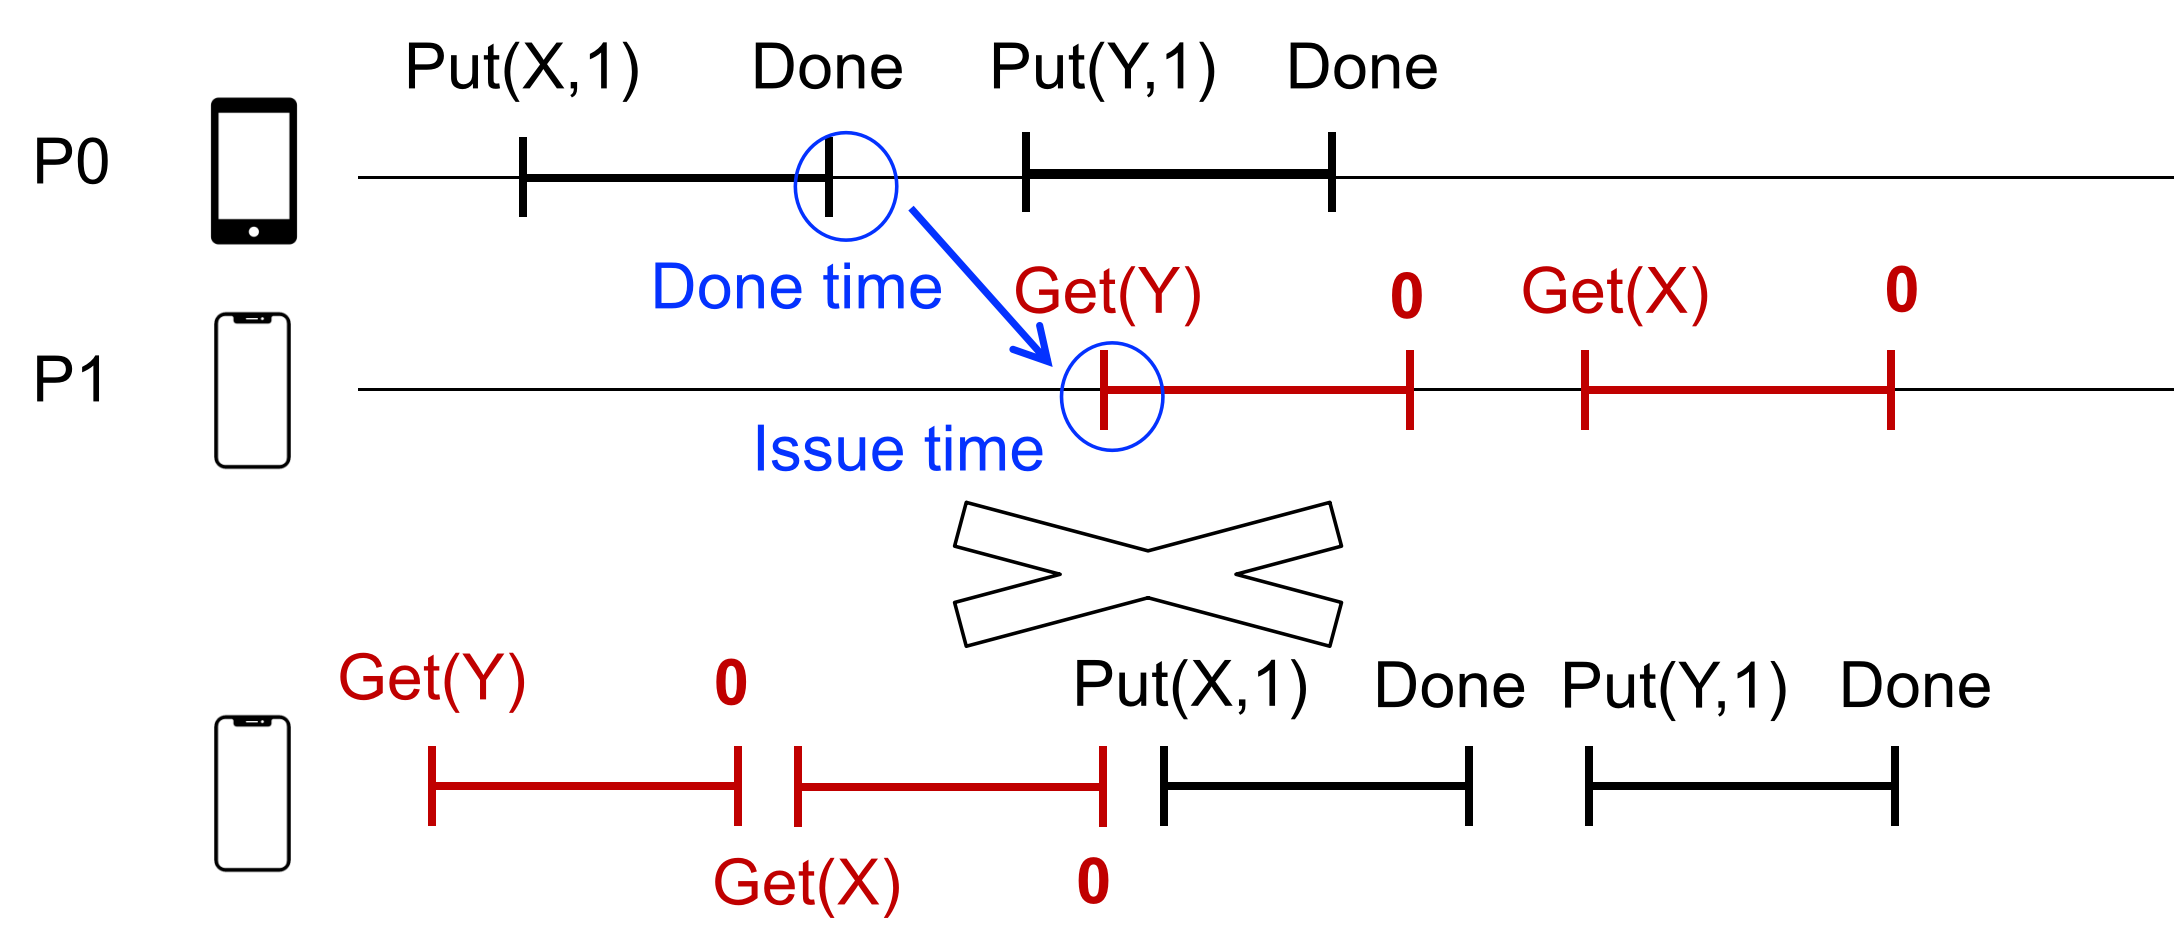 Put(X,1) Done Put(Y,1) Done
P0
Done time Get(Y) 0 Get(X) 0
P1
Issue time
Get(Y) 0 Put(X,1) Done Put(Y,1) Done
Get(X) 0